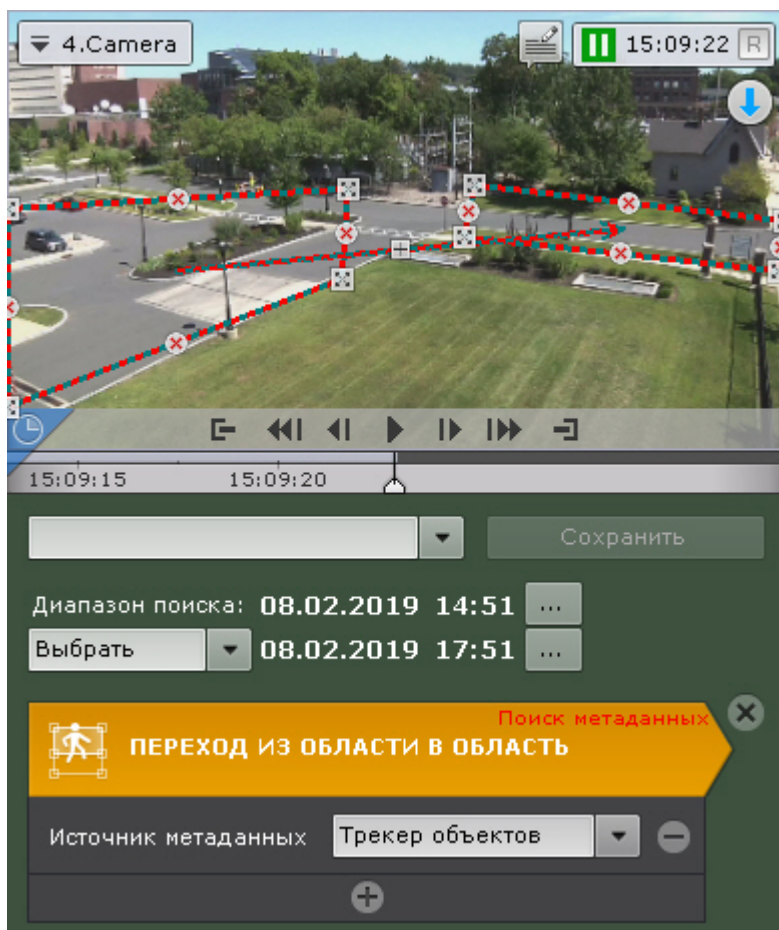 4.Camera
15:09:22 R
15:09:15 15:09:20
Сохранить
Диапазон поиска: 08.02.2019 14:51 ...
Выбрать 08.02.2019 17:51 ...
Поиск метаданных
ПЕРЕХОД ИЗ ОБЛАСТИ В ОБЛАСТЬ
Источник метаданных Трекер объектов